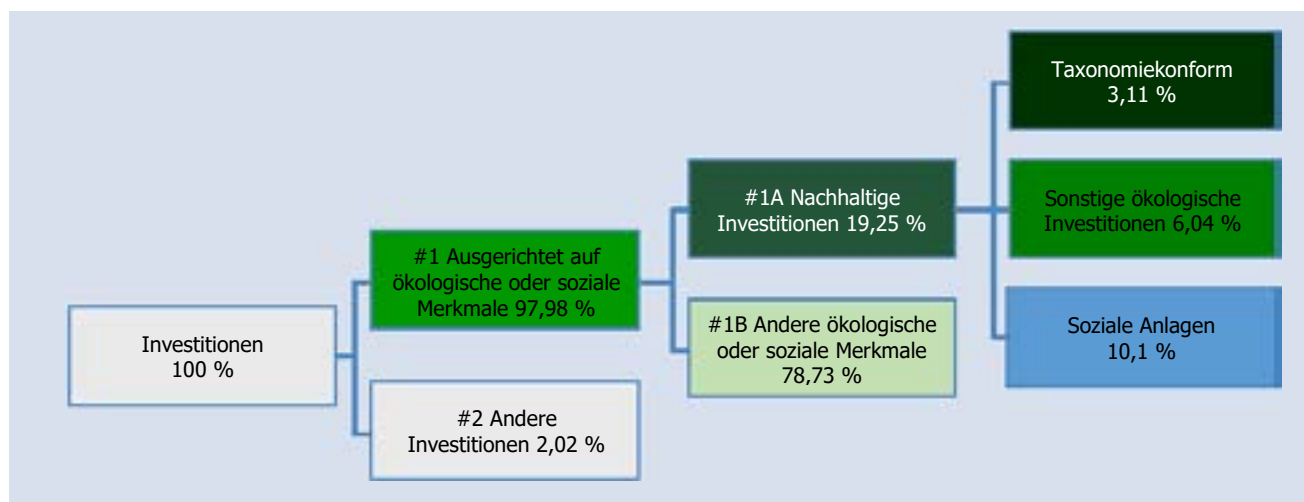 Investitionen
100 %
#1 Ausgerichtet auf
ökologische oder soziale
Merkmale 97,98 %
#2 Andere
Investitionen 2,02 %
#1A Nachhaltige
Investitionen 19,25 %
#1B Andere ökologische
oder soziale Merkmale
78,73 %
Taxonomiekonform
3,11 %
Sonstige ökologische
Investitionen 6,04 %
Soziale Anlagen
10,1 %